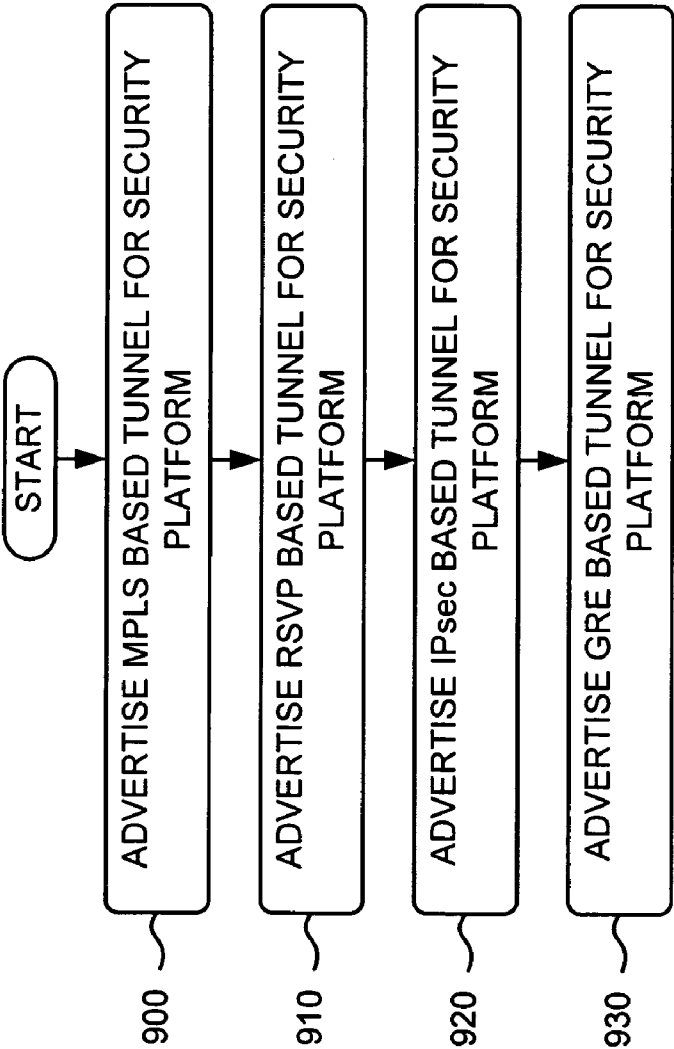 START
ADVERTISE MPLS BASED TUNNEL FOR SECURITY
PLATFORM
900
ADVERTISE RSVP BASED TUNNEL FOR SECURITY
PLATFORM
910
ADVERTISE IPsec BASED TUNNEL FOR SECURITY
PLATFORM
920
ADVERTISE GRE BASED TUNNEL FOR SECURITY
PLATFORM
930